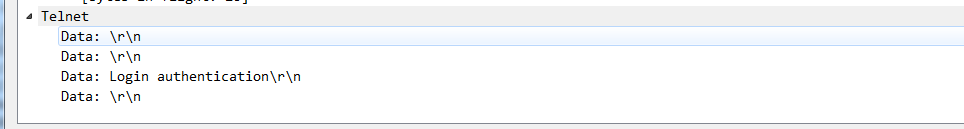 Telnet
Data: \r\n
Data: \r\n
Data: Login authentication\r\n
Data: \r\n